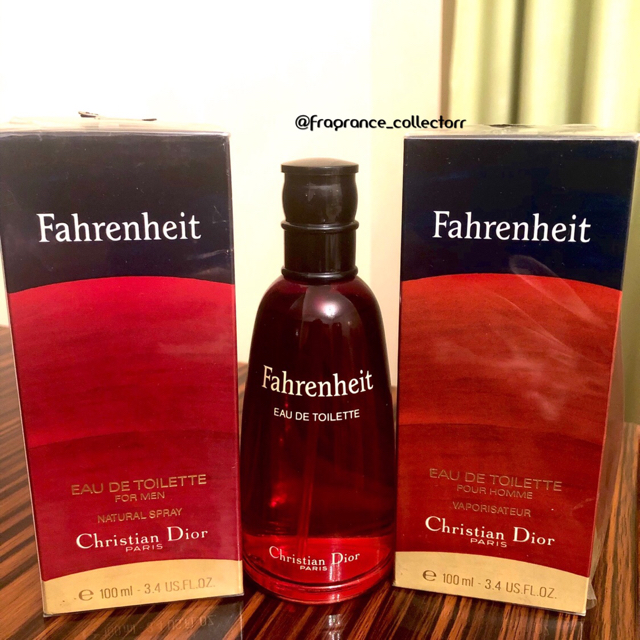 @fraprance_collectorr
Fahrenheit
EAU DE TOILETTE
FOR MEN
NATURAL SPRAY
Christian Dior
PARIS
e 100 ml - 3.4 US.FL.OZ.
Fahrenheit
EAU DE TOILETTE
Christian Dior
PARIS
Fahrenheit
EAU DE TOILETTE
POUR HOMME
VAPORISATEUR
Christian Dior
PARIS
e 100 ml - 3.4 US.FL.OZ.